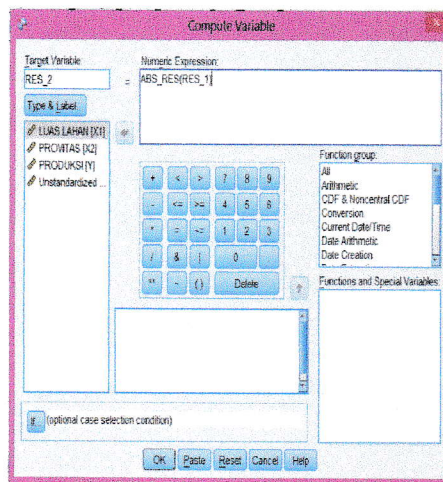 Compute Variable
Target Variable:
RES_2
Type & Label...
=
Numeric Expression:
ABS_RES(RES_1)
LUAS LAHAN [X1]
PROVITAS [X2]
PRODUKSI [Y]
Unstandardized ...
+ < > 7 8 9
- <= >= 4 5 6
* = ~= 1 2 3
/ & | 0 .
** ~ ( ) Delete
Function group:
All
Arithmetic
CDF & Noncentral CDF
Conversion
Current Date/Time
Date Arithmetic
Date Creation
Functions and Special Variables:
If... (optional case selection condition)
OK Paste Reset Cancel Help